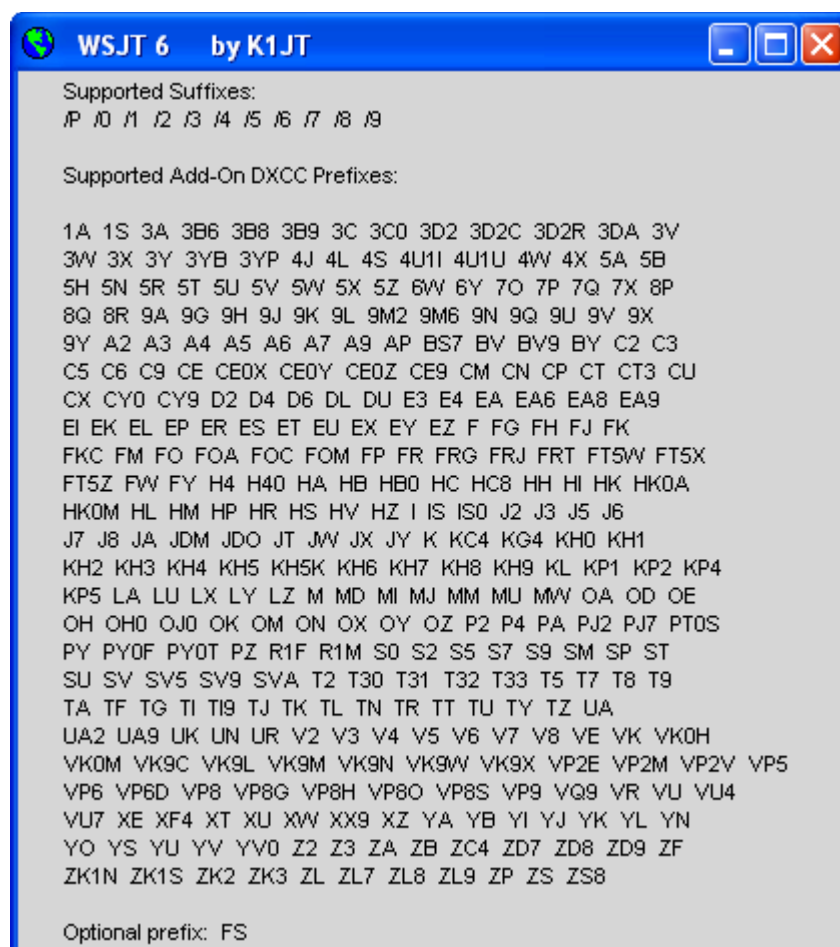 WSJT 6 by K1JT
Supported Suffixes:
/P /0 /1 /2 /3 /4 /5 /6 /7 /8 /9
Supported Add-On DXCC Prefixes:
1A 1S 3A 3B6 3B8 3B9 3C 3C0 3D2 3D2C 3D2R 3DA 3V
3W 3X 3Y 3YB 3YP 4J 4L 4S 4U1I 4U1U 4W 4X 5A 5B
5H 5N 5R 5T 5U 5V 5W 5X 5Z 6W 6Y 7O 7P 7Q 7X 8P
8Q 8R 9A 9G 9H 9J 9K 9L 9M2 9M6 9N 9Q 9U 9V 9X
9Y A2 A3 A4 A5 A6 A7 A9 AP BS7 BV BV9 BY C2 C3
C5 C6 C9 CE CE0X CE0Y CE0Z CE9 CM CN CP CT CT3 CU
CX CY0 CY9 D2 D4 D6 DL DU E3 E4 EA EA6 EA8 EA9
EI EK EL EP ER ES ET EU EX EY EZ F FG FH FJ FK
FKC FM FO FOA FOC FOM FP FR FRG FRJ FRT FT5W FT5X
FT5Z FW FY H4 H40 HA HB HB0 HC HC8 HH HI HK HK0A
HK0M HL HM HP HR HS HV HZ I IS IS0 J2 J3 J5 J6
J7 J8 JA JDM JDO JT JW JX JY K KC4 KG4 KH0 KH1
KH2 KH3 KH4 KH5 KH5K KH6 KH7 KH8 KH9 KL KP1 KP2 KP4
KP5 LA LU LX LY LZ M MD MI MJ MM MU MW OA OD OE
OH OH0 OJ0 OK OM ON OX OY OZ P2 P4 PA PJ2 PJ7 PT0S
PY PY0F PY0T PZ R1F R1M S0 S2 S5 S7 S9 SM SP ST
SU SV SV5 SV9 SVA T2 T30 T31 T32 T33 T5 T7 T8 T9
TA TF TG TI TI9 TJ TK TL TN TR TT TU TY TZ UA
UA2 UA9 UK UN UR V2 V3 V4 V5 V6 V7 V8 VE VK VK0H
VK0M VK9C VK9L VK9M VK9N VK9W VK9X VP2E VP2M VP2V VP5
VP6 VP6D VP8 VP8G VP8H VP8O VP8S VP9 VQ9 VR VU VU4
VU7 XE XF4 XT XU XW XX9 XZ YA YB YI YJ YK YL YN
YO YS YU YV YV0 Z2 Z3 ZA ZB ZC4 ZD7 ZD8 ZD9 ZF
ZK1N ZK1S ZK2 ZK3 ZL ZL7 ZL8 ZL9 ZP ZS ZS8
Optional prefix: FS